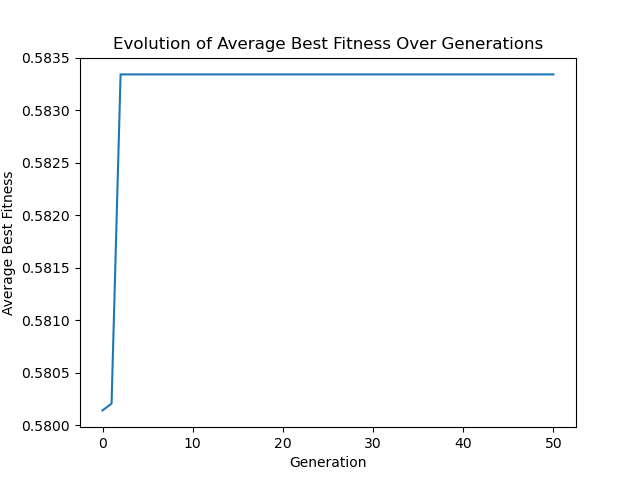 Evolution of Average Best Fitness Over Generations
0.5835
0.5830
0.5825
0.5820
0.5815
0.5810
0.5805
0.5800
Average Best Fitness
0 10 20 30 40 50
Generation